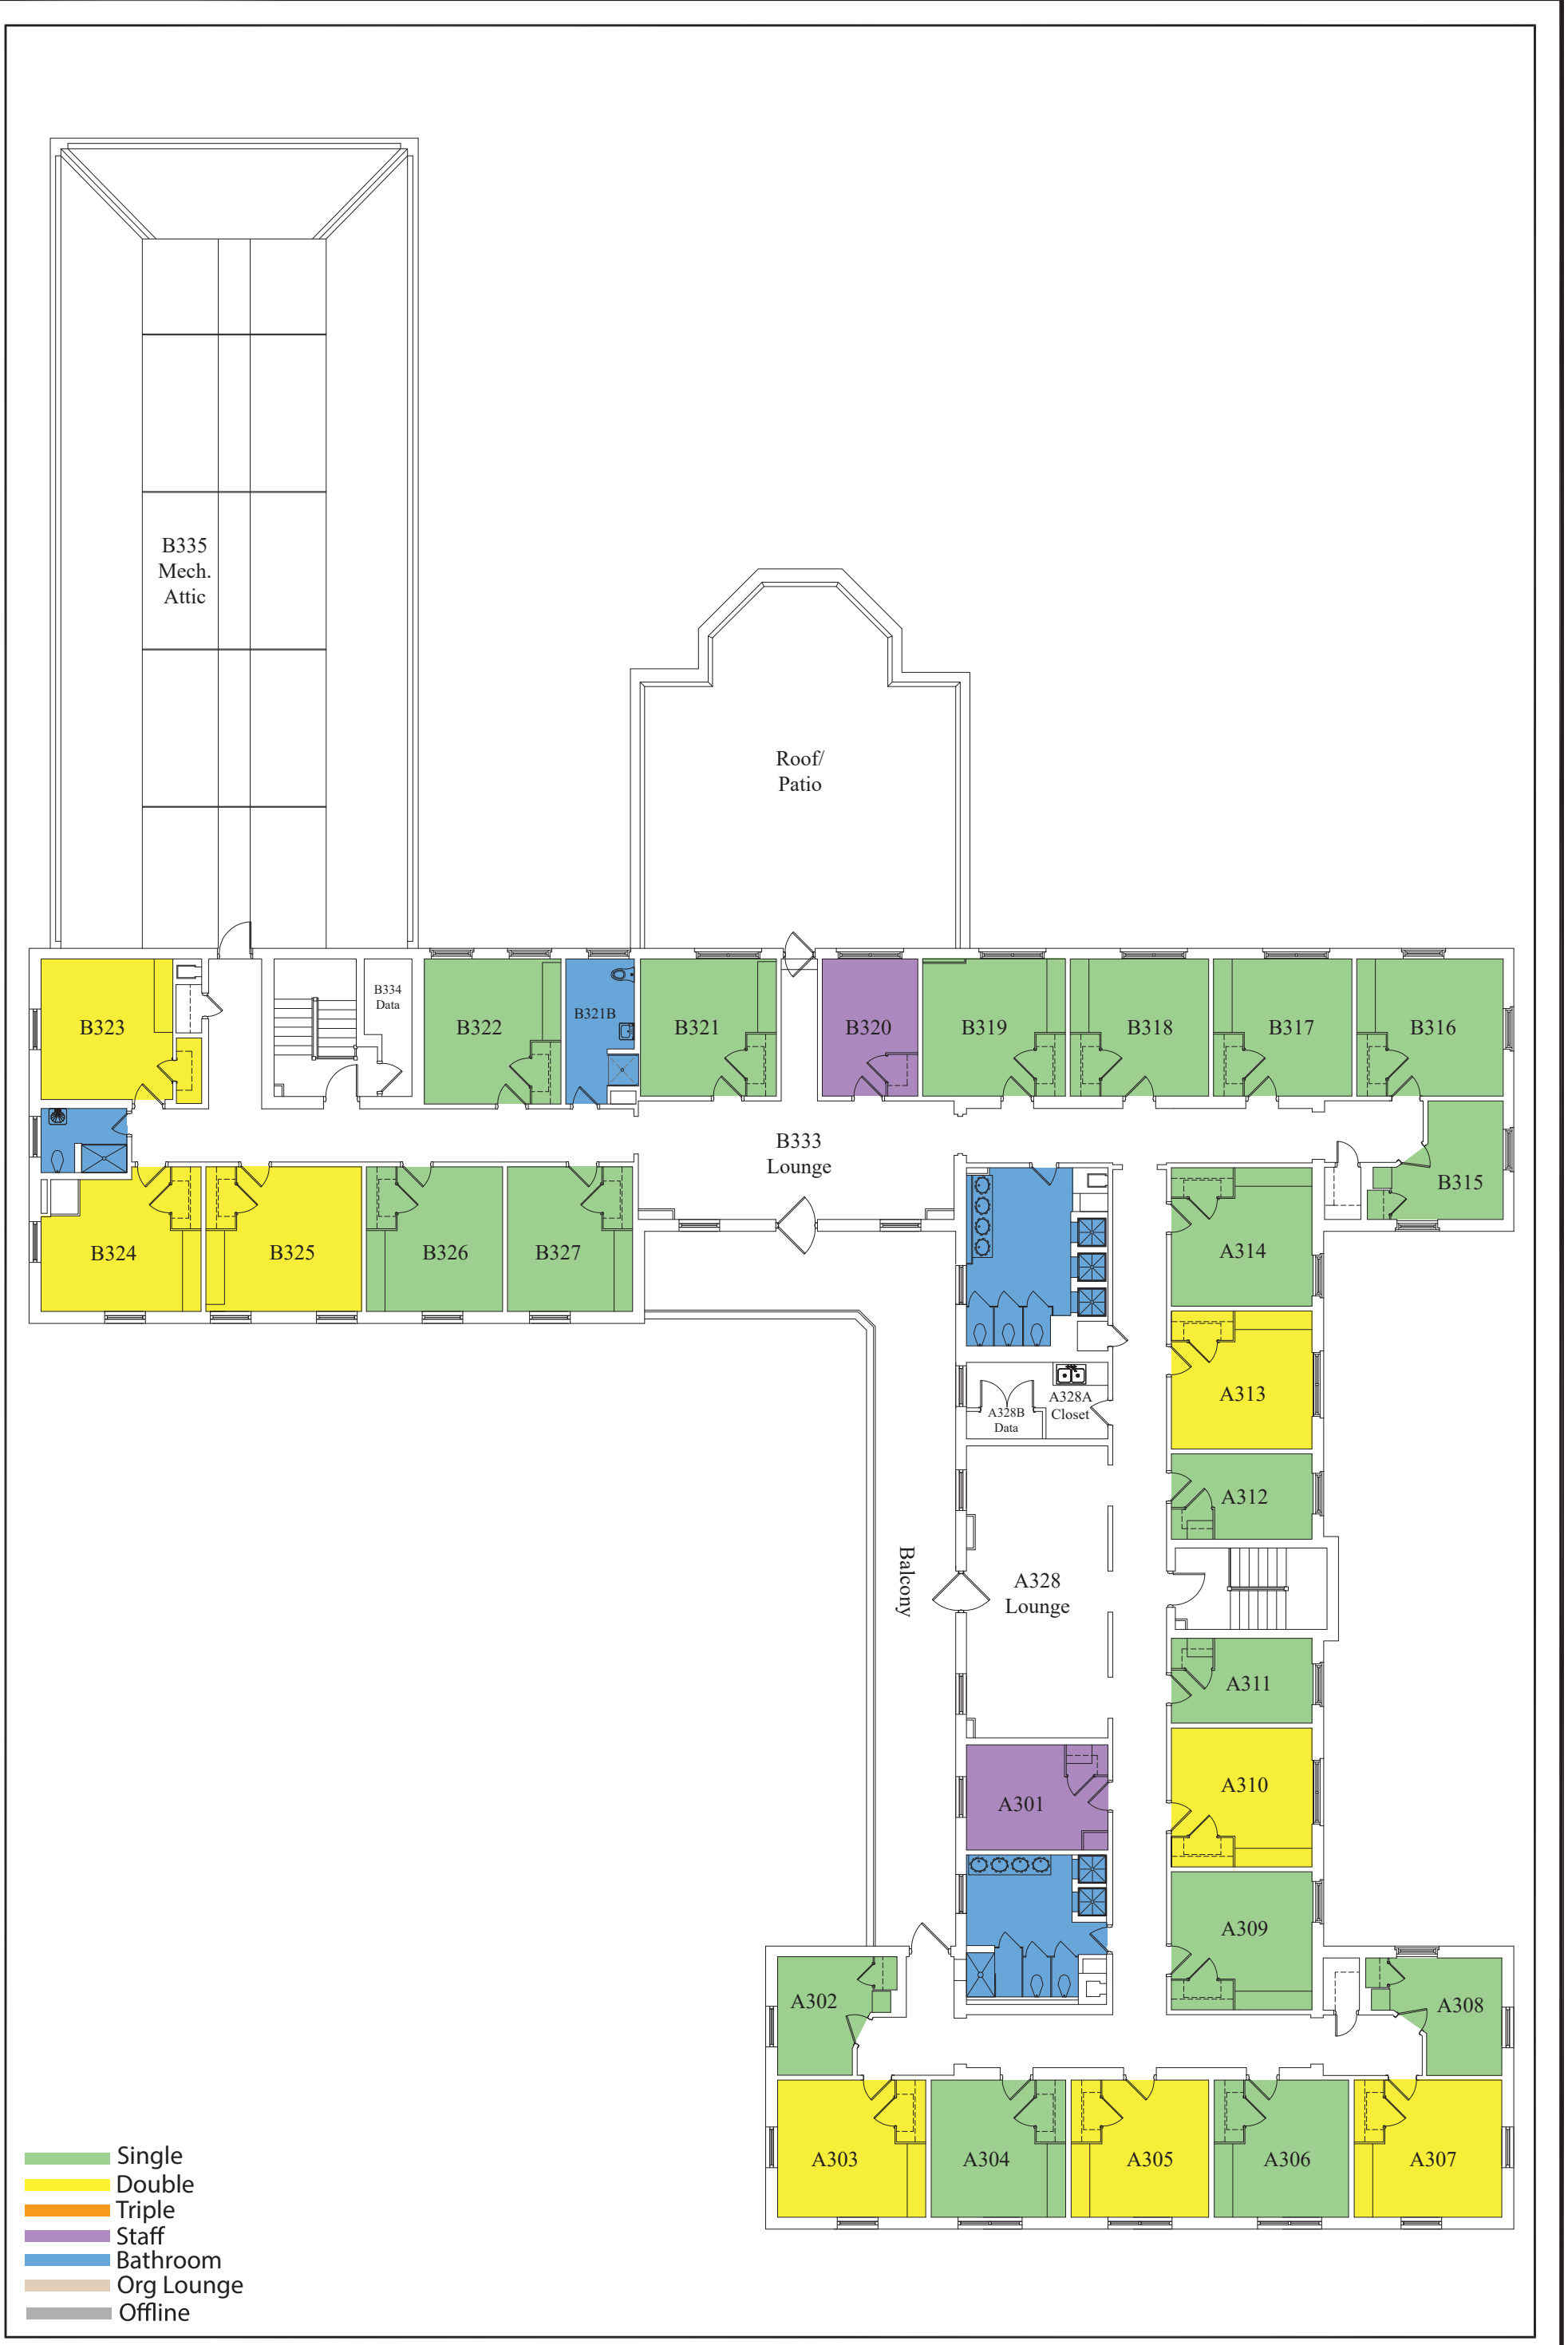 B335
Mech.
Attic
Roof/
Patio
B323
B334
Data
B322
B321B
B321
B320
B319
B318
B317
B316
B333
Lounge
B315
B324
B325
B326
B327
A314
A313
A328A
Closet
A328B
Data
A312
Balcony
A328
Lounge
A311
A301
A310
A309
A302
A308
A303
A304
A305
A306
A307
Single
Double
Triple
Staff
Bathroom
Org Lounge
Offline